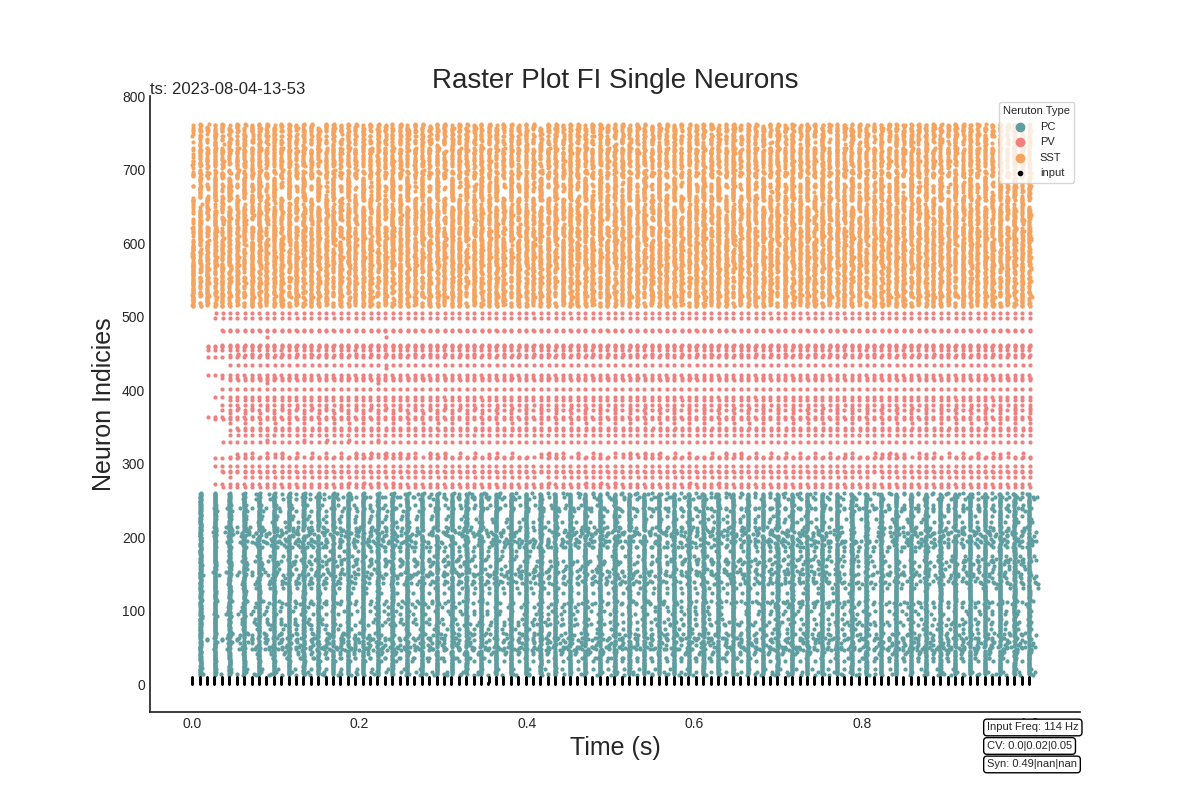 Raster Plot FI Single Neurons
ts: 2023-08-04-13-53
800
700
600
500
400
300
200
100
0
Neuron Indicies
Neruton Type
PC
PV
SST
input
0.0 0.2 0.4 0.6 0.8
Time (s)
Input Freq: 114 Hz
CV: 0.0|0.02|0.05
Syn: 0.49|nan|nan